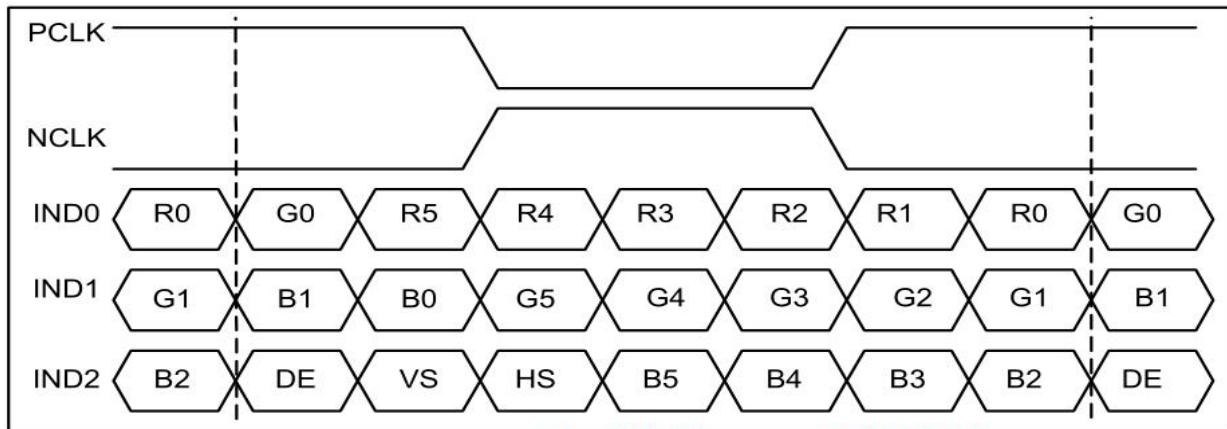 PCLK
NCLK
IND0 R0 G0 R5 R4 R3 R2 R1 R0 G0
IND1 G1 B1 B0 G5 G4 G3 G2 G1 B1
IND2 B2 DE VS HS B5 B4 B3 B2 DE